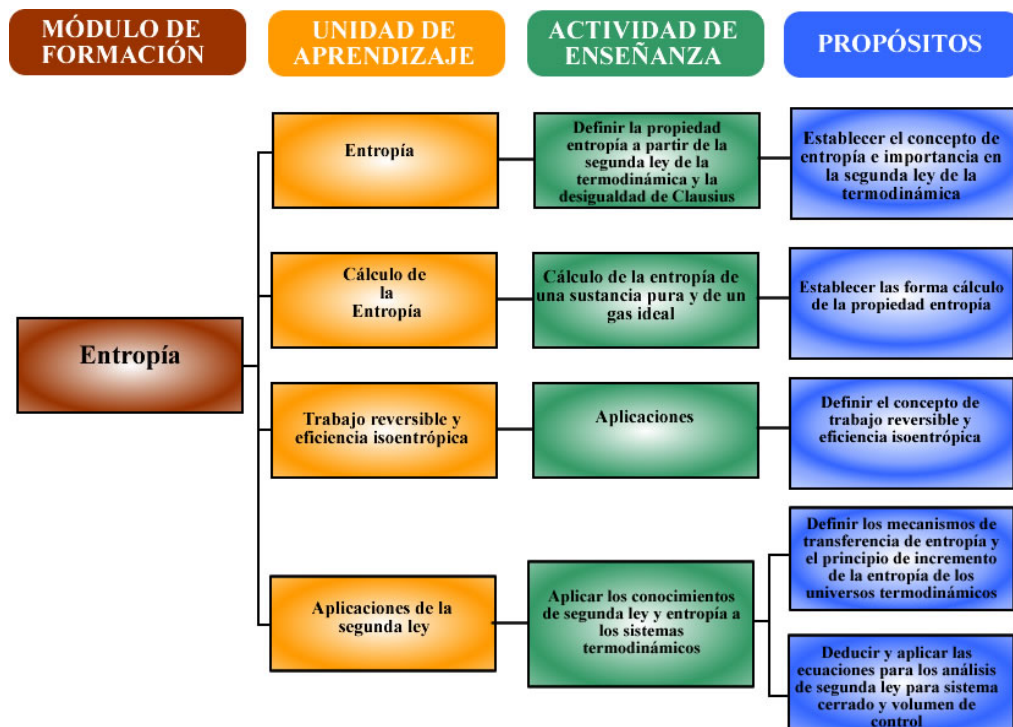 MÓDULO DE
FORMACIÓN
UNIDAD DE
APRENDIZAJE
ACTIVIDAD DE
ENSEÑANZA
PROPÓSITOS
Entropía
Entropía
Definir la propiedad
entropía a partir de la
segunda ley de la
termodinámica y la
desigualdad de Clausius
Establecer el concepto de
entropía e importancia en
la segunda ley de la
termodinámica
Cálculo de
la
Entropía
Cálculo de la entropía de
una sustancia pura y de un
gas ideal
Establecer las forma cálculo
de la propiedad entropía
Trabajo reversible y
eficiencia isoentrópica
Aplicaciones
Definir el concepto de
trabajo reversible y
eficiencia isoentrópica
Aplicaciones de la
segunda ley
Aplicar los conocimientos
de segunda ley y entropía a
los sistemas
termodinámicos
Definir los mecanismos de
transferencia de entropía y
el principio de incremento
de la entropía de los
universos termodinámicos
Deducir y aplicar las
ecuaciones para los análisis
de segunda ley para sistema
cerrado y volumen de
control